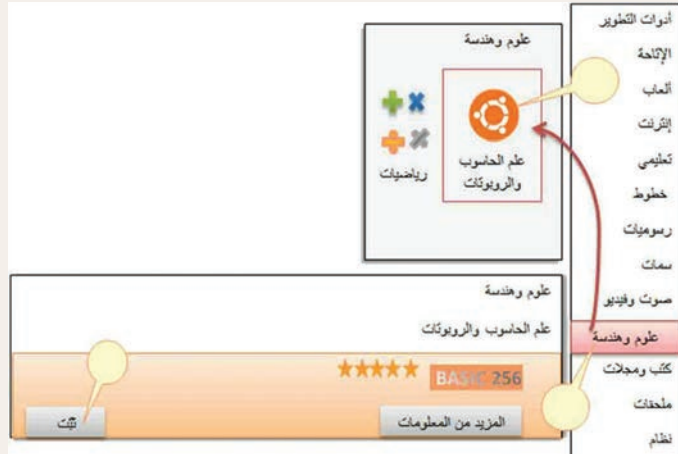 أدوات التطوير
الإتاحة
ألعاب
إنترنت
تعليمي
خطوط
رسوميات
سمات
صوت وفيديو
علوم وهندسة
كتب ومجلات
ملحقات
نظام
علوم وهندسة
علم الحاسوب
والروبوتات
رياضيات
علوم وهندسة
علم الحاسوب والروبوتات
BASIC 256
المزيد من المعلومات
ثبّت